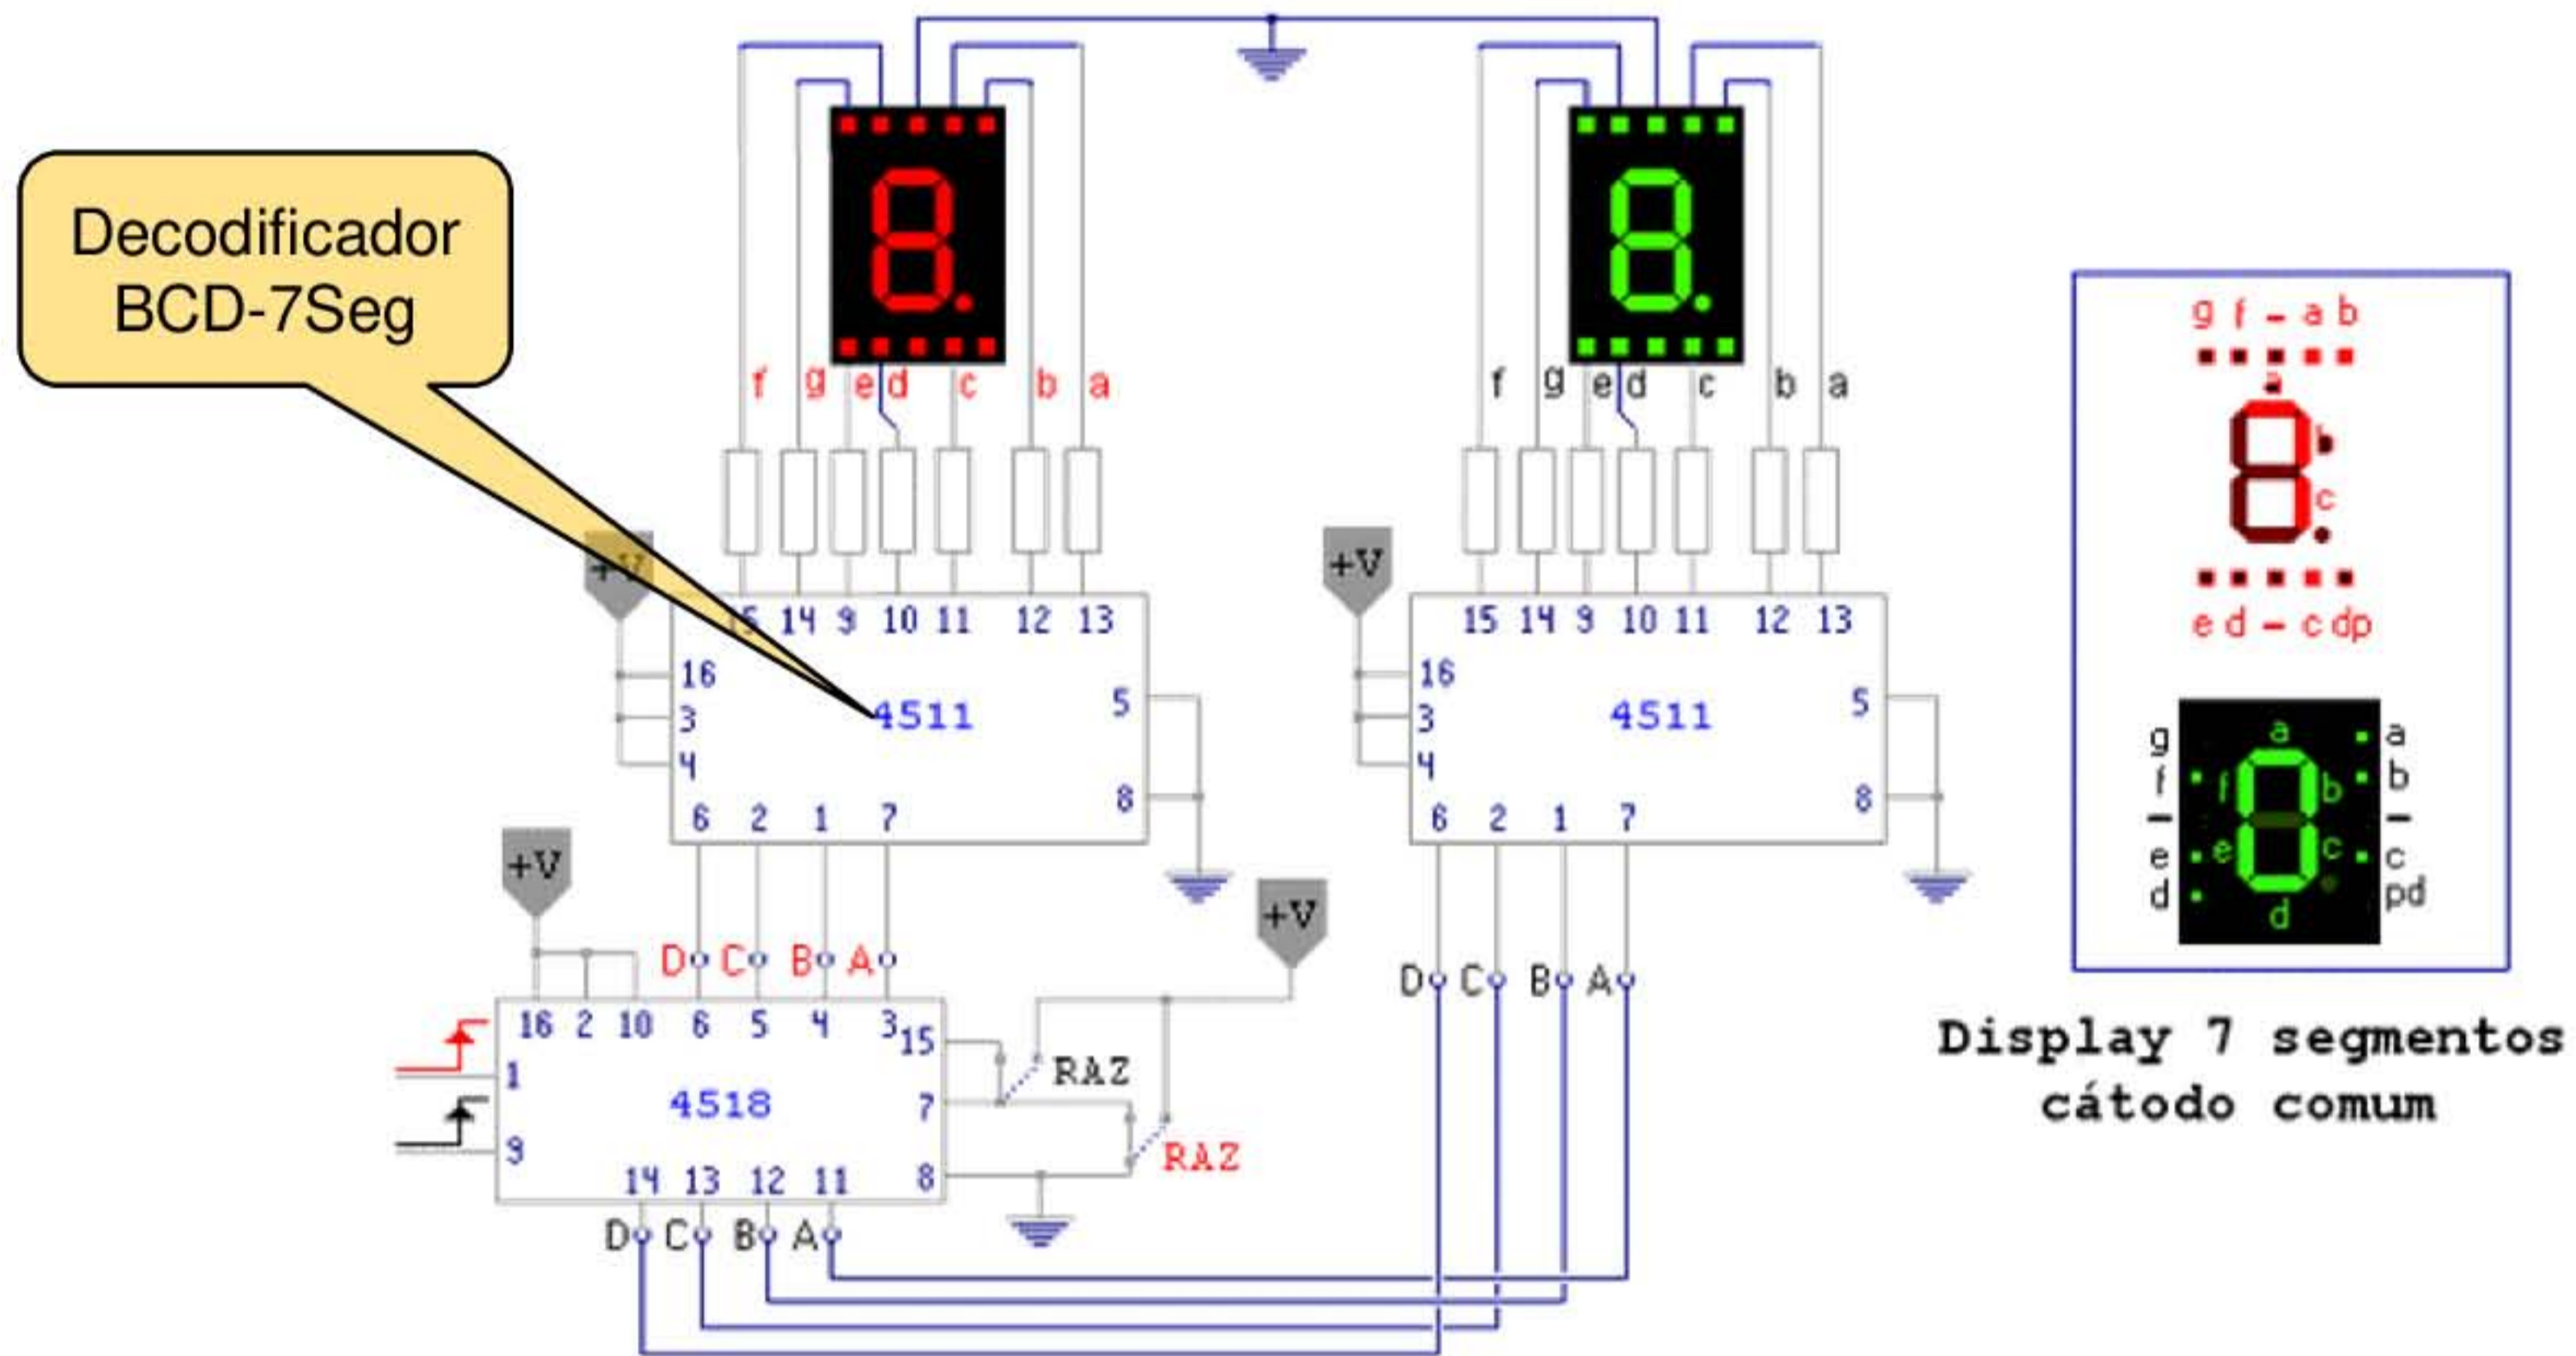 Decodificador
BCD-7Seg
f g e d c b a
f g e d c b a
+V
+V
15 14 9 10 11 12 13
16
3
4
4511
5
8
6 2 1 7
15 14 9 10 11 12 13
16
3
4
4511
5
8
6 2 1 7
+V
+V
D C B A
D C B A
16 2 10 6 5 4 3
15
1
RAZ
4518
7
9
RAZ
14 13 12 11
8
D C B A
g f - a b
a
b
c
e d - c dp
g a a
f f b b
- -
e e c c
d d pd
Display 7 segmentos
cátodo comum